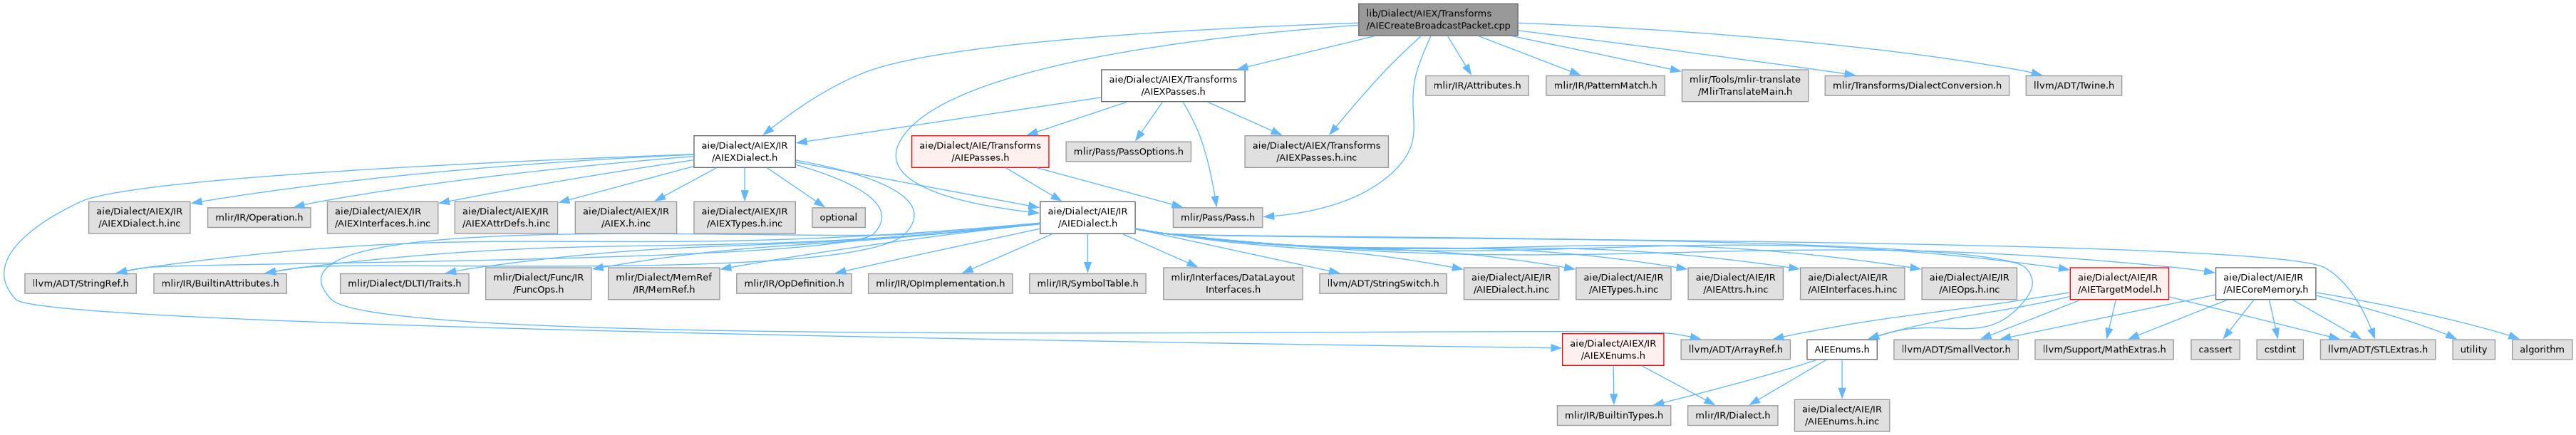 lib/Dialect/AIEX/Transforms
/AIECreateBroadcastPacket.cpp
aie/Dialect/AIEX/Transforms
/AIEXPasses.h
mlir/IR/Attributes.h
mlir/IR/PatternMatch.h
mlir/Tools/mlir-translate
/MlirTranslateMain.h
mlir/Transforms/DialectConversion.h
llvm/ADT/Twine.h
aie/Dialect/AIEX/IR
/AIEXDialect.h
aie/Dialect/AIE/Transforms
/AIEPasses.h
mlir/Pass/PassOptions.h
aie/Dialect/AIEX/Transforms
/AIEXPasses.h.inc
aie/Dialect/AIEX/IR
/AIEXDialect.h.inc
mlir/IR/Operation.h
aie/Dialect/AIEX/IR
/AIEXInterfaces.h.inc
aie/Dialect/AIEX/IR
/AIEXAttrDefs.h.inc
aie/Dialect/AIEX/IR
/AIEX.h.inc
aie/Dialect/AIEX/IR
/AIEXTypes.h.inc
optional
aie/Dialect/AIE/IR
/AIEDialect.h
mlir/Pass/Pass.h
llvm/ADT/StringRef.h
mlir/IR/BuiltinAttributes.h
mlir/Dialect/DLTI/Traits.h
mlir/Dialect/Func/IR
/FuncOps.h
mlir/Dialect/MemRef
/IR/MemRef.h
mlir/IR/OpDefinition.h
mlir/IR/OpImplementation.h
mlir/IR/SymbolTable.h
mlir/Interfaces/DataLayout
Interfaces.h
llvm/ADT/StringSwitch.h
aie/Dialect/AIE/IR
/AIEDialect.h.inc
aie/Dialect/AIE/IR
/AIETypes.h.inc
aie/Dialect/AIE/IR
/AIEAttrs.h.inc
aie/Dialect/AIE/IR
/AIEInterfaces.h.inc
aie/Dialect/AIE/IR
/AIEOps.h.inc
aie/Dialect/AIE/IR
/AIETargetModel.h
aie/Dialect/AIE/IR
/AIECoreMemory.h
aie/Dialect/AIEX/IR
/AIEXEnums.h
llvm/ADT/ArrayRef.h
AIEEnums.h
llvm/ADT/SmallVector.h
llvm/Support/MathExtras.h
cassert
cstdint
llvm/ADT/STLExtras.h
utility
algorithm
mlir/IR/BuiltinTypes.h
mlir/IR/Dialect.h
aie/Dialect/AIE/IR
/AIEEnums.h.inc